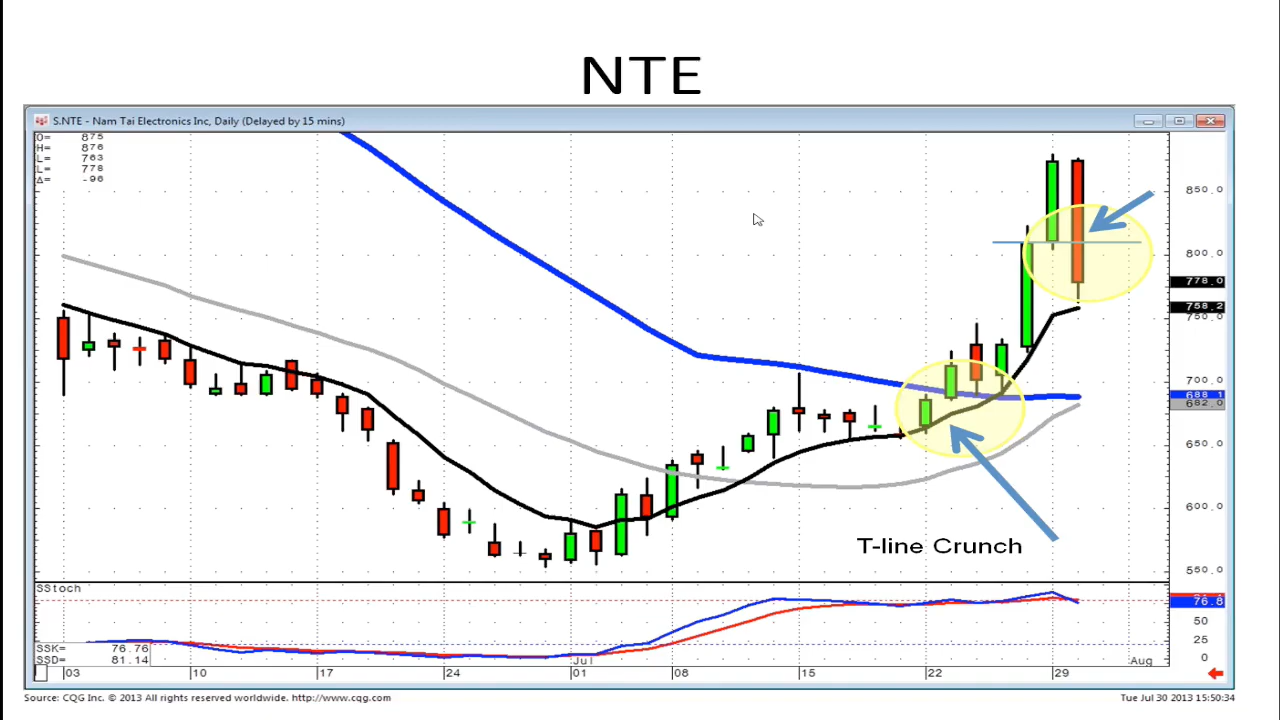 NTE
S.NTE - Nam Tai Electronics Inc, Daily (Delayed by 15 mins)
O= 875
H= 876
L= 763
L= 778
Δ= -96
850.0
800.0
778.0
758.2
750.0
700.0
688.1
682.0
650.0
600.0
550.0
T-line Crunch
SStoch
76.8
50
25
0
SSK= 76.76
SSD= 81.14
Jul
Aug
03 10 17 24 01 08 15 22 29
Source: CQG Inc. © 2013 All rights reserved worldwide. http://www.cqg.com
Tue Jul 30 2013 15:50:34